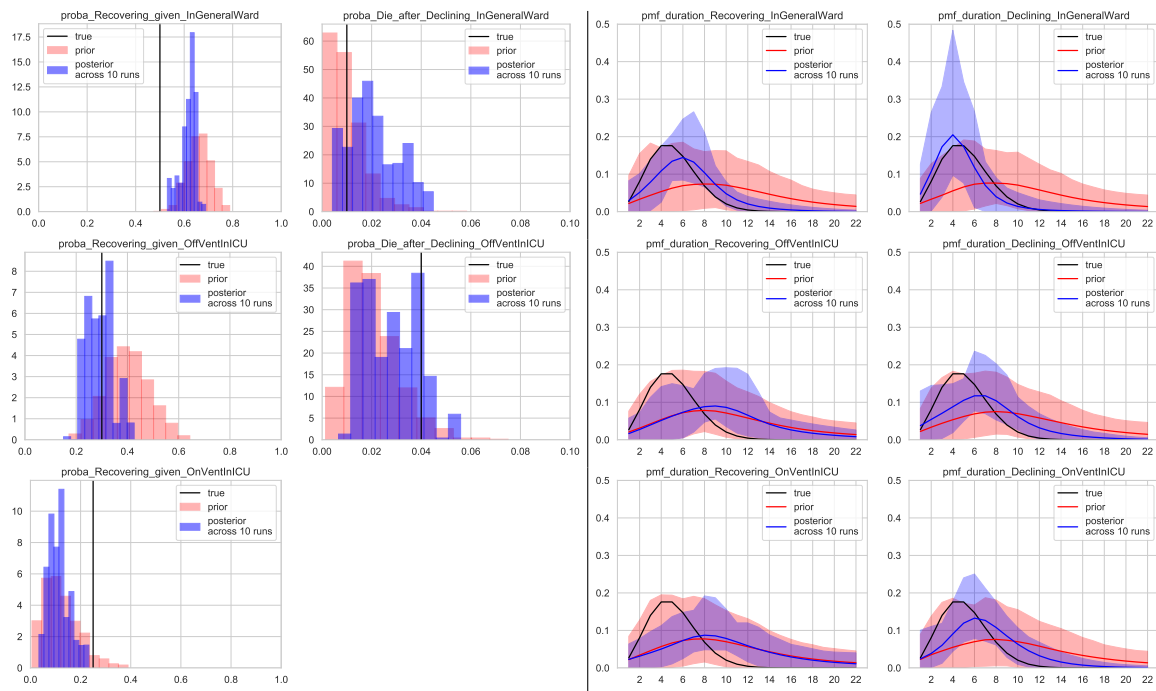 proba_Recovering_given_InGeneralWard
17.5
15.0
12.5
10.0
7.5
5.0
2.5
0.0
0.0 0.2 0.4 0.6 0.8 1.0
true
prior
posterior
across 10 runs
proba_Die_after_Declining_InGeneralWard
60
50
40
30
20
10
0
0.00 0.02 0.04 0.06 0.08 0.10
true
prior
posterior
across 10 runs
pmf_duration_Recovering_InGeneralWard
0.5
0.4
0.3
0.2
0.1
0.0
2 4 6 8 10 12 14 16 18 20 22
true
prior
posterior
across 10 runs
pmf_duration_Declining_InGeneralWard
0.5
0.4
0.3
0.2
0.1
0.0
2 4 6 8 10 12 14 16 18 20 22
true
prior
posterior
across 10 runs
proba_Recovering_given_OffVentInICU
8
7
6
5
4
3
2
1
0
0.0 0.2 0.4 0.6 0.8 1.0
true
prior
posterior
across 10 runs
proba_Die_after_Declining_OffVentInICU
40
35
30
25
20
15
10
5
0
0.00 0.02 0.04 0.06 0.08 0.10
true
prior
posterior
across 10 runs
pmf_duration_Recovering_OffVentInICU
0.5
0.4
0.3
0.2
0.1
0.0
2 4 6 8 10 12 14 16 18 20 22
true
prior
posterior
across 10 runs
pmf_duration_Declining_OffVentInICU
0.5
0.4
0.3
0.2
0.1
0.0
2 4 6 8 10 12 14 16 18 20 22
true
prior
posterior
across 10 runs
proba_Recovering_given_OnVentInICU
10
8
6
4
2
0
0.0 0.2 0.4 0.6 0.8 1.0
true
prior
posterior
across 10 runs
pmf_duration_Recovering_OnVentInICU
0.5
0.4
0.3
0.2
0.1
0.0
2 4 6 8 10 12 14 16 18 20 22
true
prior
posterior
across 10 runs
pmf_duration_Declining_OnVentInICU
0.5
0.4
0.3
0.2
0.1
0.0
2 4 6 8 10 12 14 16 18 20 22
true
prior
posterior
across 10 runs